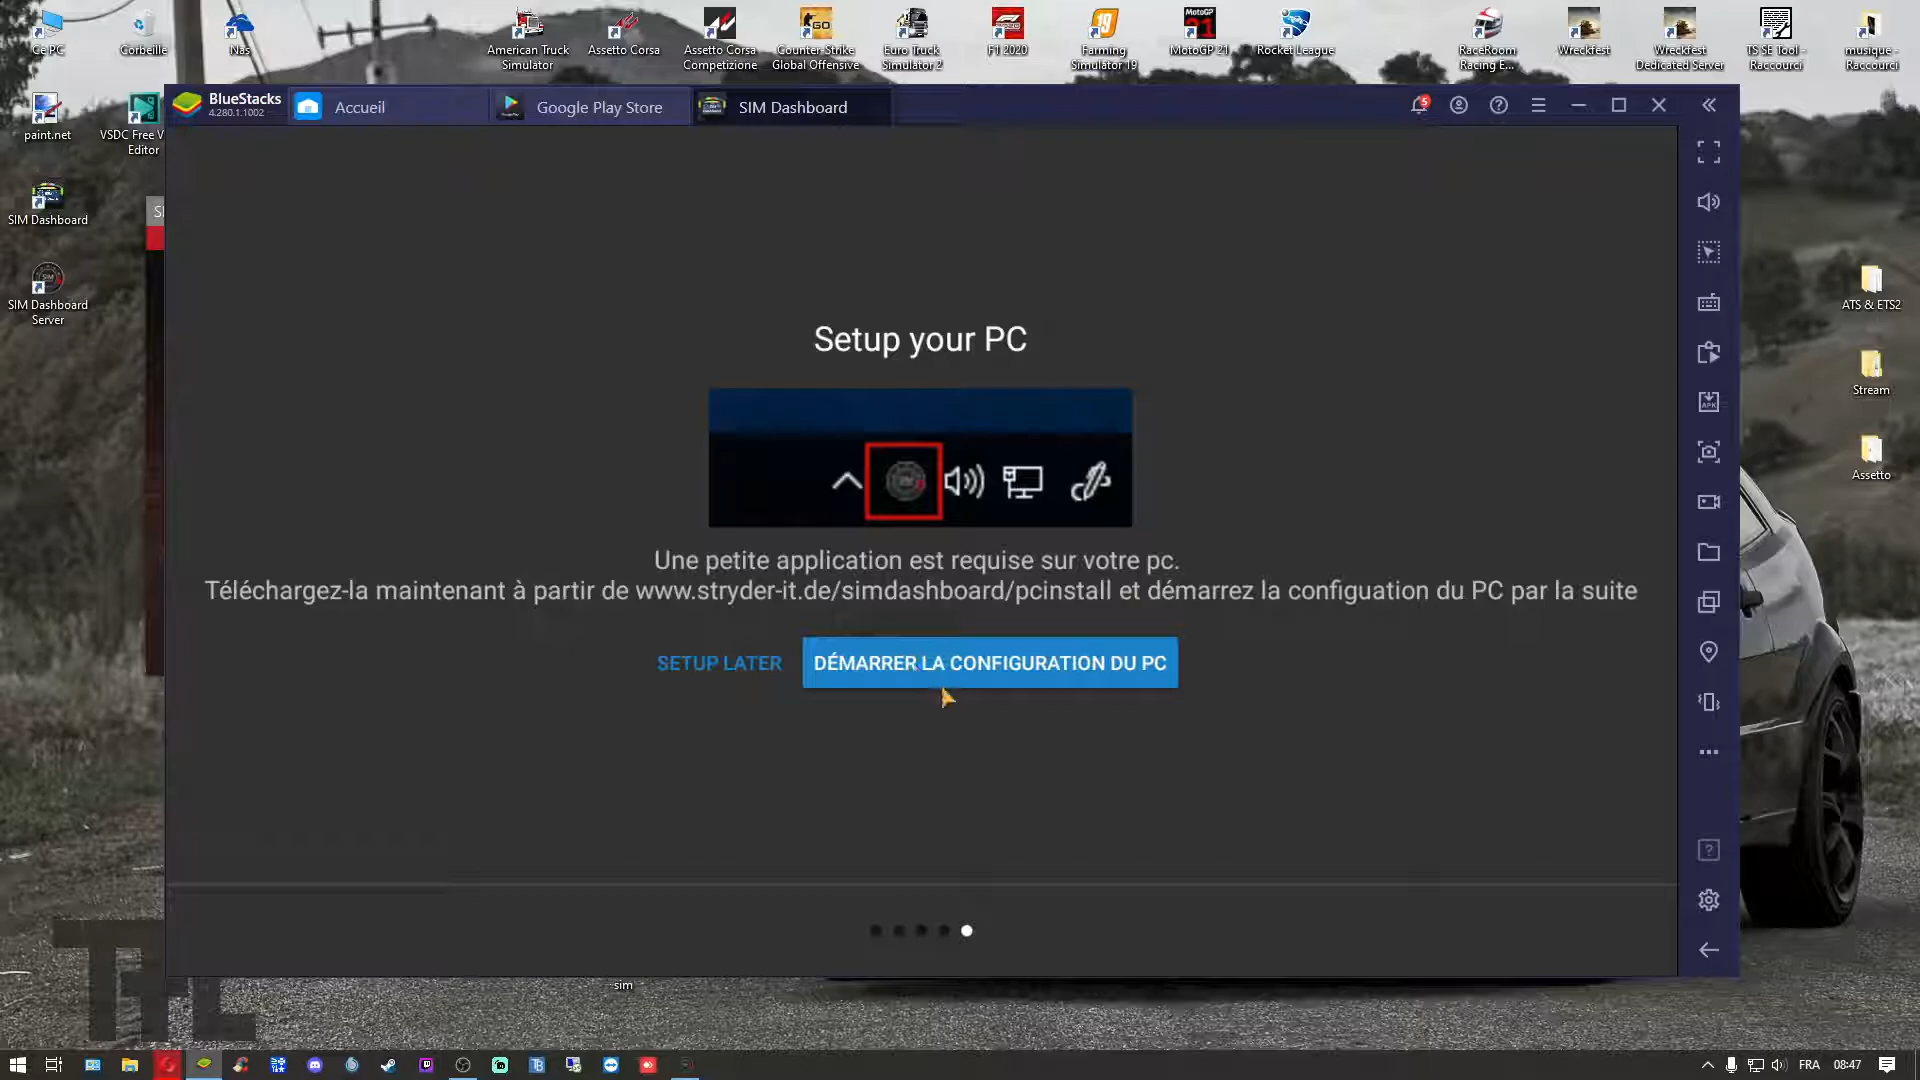 Ce PC
Corbeille
Nas
American Truck
Simulator
Assetto Corsa
Assetto Corsa
Competizione
Counter-Strike
Global Offensive
Euro Truck
Simulator 2
F1 2020
Farming
Simulator 19
MotoGP 21
Rocket League
RaceRoom
Racing E...
Wreckfest
Wreckfest
Dedicated Server
TS SE Tool -
Raccourci
musique -
Raccourci
paint.net
VSDC Free V
Editor
SIM Dashboard
SIM Dashboard
Server
BlueStacks
4.280.1.1002
Accueil
Google Play Store
SIM Dashboard
5
Setup your PC
Une petite application est requise sur votre pc.
Téléchargez-la maintenant à partir de www.stryder-it.de/simdashboard/pcinstall et démarrez la configuation du PC par la suite
SETUP LATER
DÉMARRER LA CONFIGURATION DU PC
ATS & ETS2
Stream
Assetto
sim
FRA
08:47